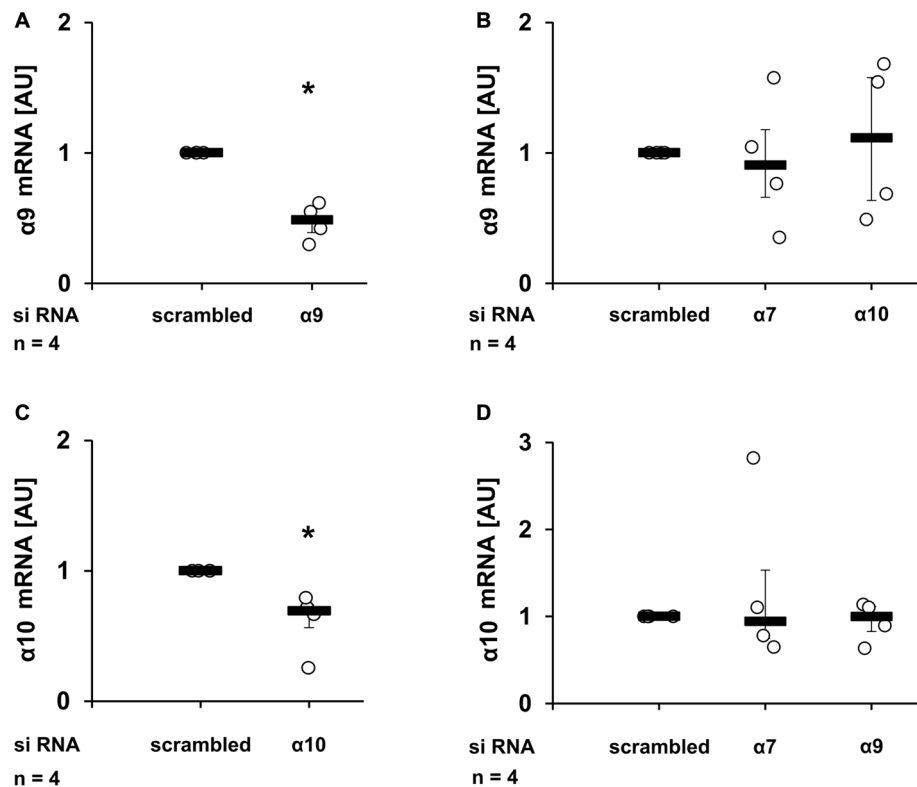 A
2
1
0
α9 mRNA [AU]
*
si RNA scrambled α9
n = 4
B
2
1
0
α9 mRNA [AU]
si RNA scrambled α7 α10
n = 4
C
2
1
0
α10 mRNA [AU]
*
si RNA scrambled α10
n = 4
D
3
2
1
0
α10 mRNA [AU]
si RNA scrambled α7 α9
n = 4